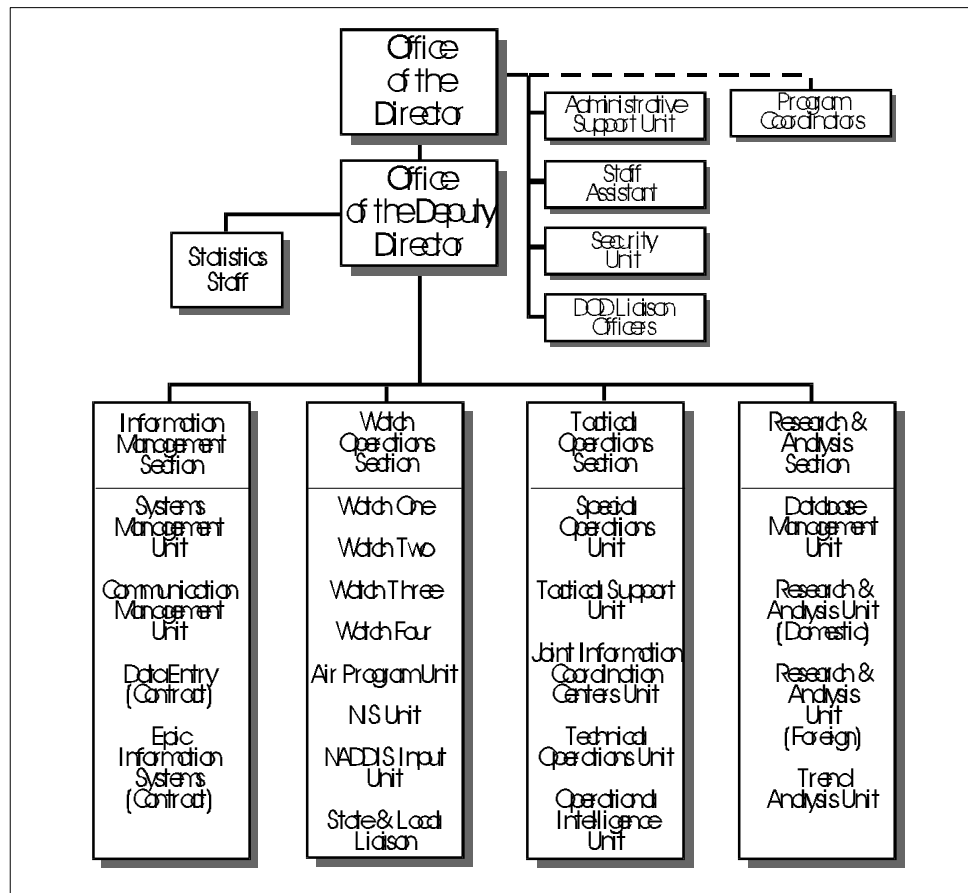 Office
of the
Director
Administrative
Support Unit
Program
Coordinators
Staff
Assistant
Security
Unit
DOD Liaison
Officers
Office
of the Deputy
Director
Statistics
Staff
Information
Management
Section
Systems
Management
Unit
Communication
Management
Unit
Data Entry
(Contract)
Epic
Information
Systems
(Contract)
Watch
Operations
Section
Watch One
Watch Two
Watch Three
Watch Four
Air Program Unit
NIS Unit
NADDIS Input
Unit
State & Local
Liaison
Tactical
Operations
Section
Special
Operations
Unit
Tactical Support
Unit
Joint Information
Coordination
Centers Unit
Technical
Operations Unit
Operational
Intelligence
Unit
Research &
Analysis
Section
Database
Management
Unit
Research &
Analysis Unit
(Domestic)
Research &
Analysis
Unit
(Foreign)
Trend
Analysis Unit